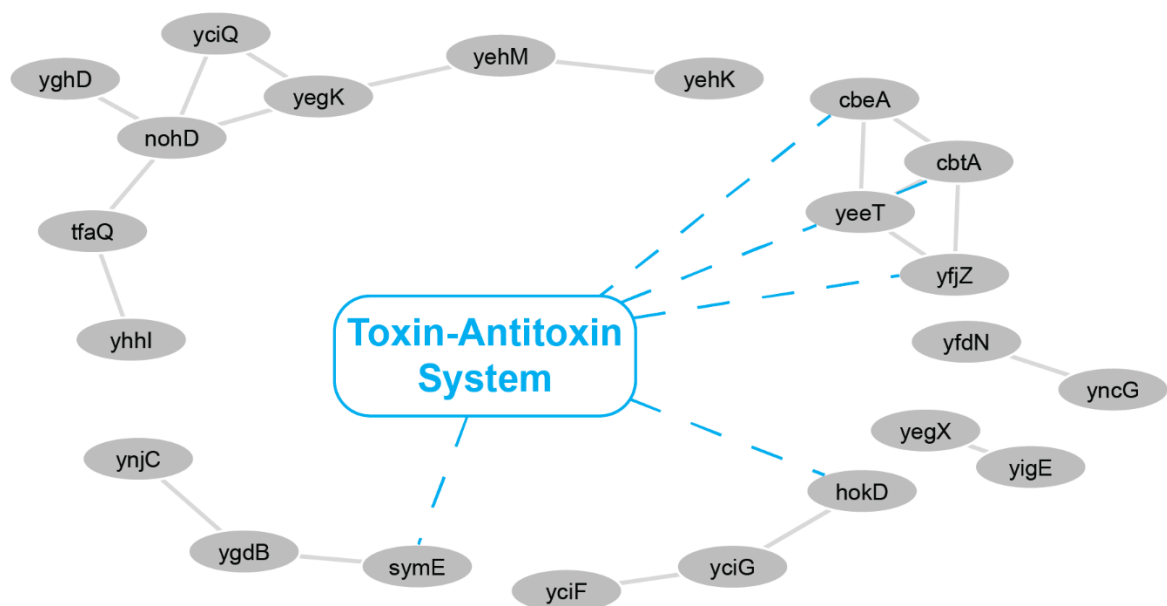 yciQ
yehM
yghD
yegK
yehK
cbeA
nohD
cbtA
tfaQ
yeeT
yfjZ
yhhI
Toxin-Antitoxin
System
yfdN
yncG
yegX
ynjC
yigE
hokD
ygdB
symE
yciG
yciF